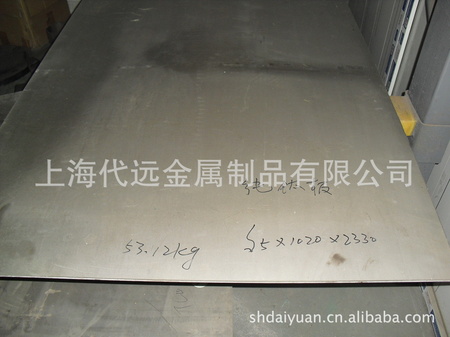 上海代远金属制品有限公司
纯钛板
53.12kg δ5×1020×2330
shdaiyuan.cn.alibaba.com